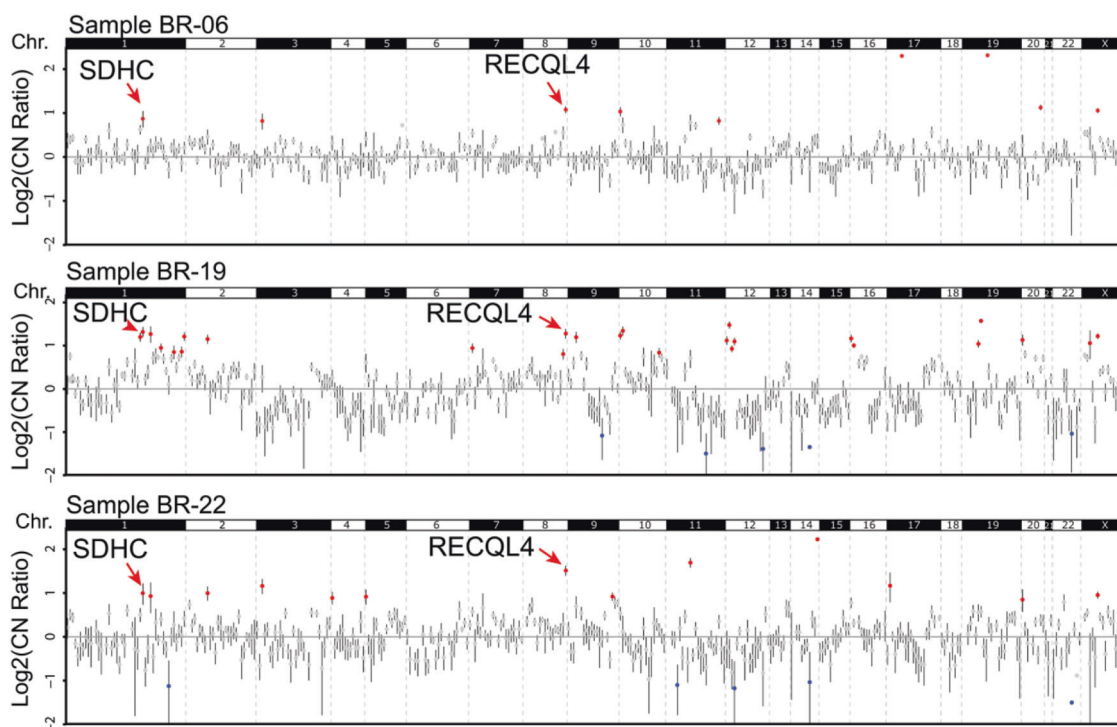 Sample BR-06
Chr. 1 2 3 4 5 6 7 8 9 10 11 12 13 14 15 16 17 18 19 20 21 22 X
SDHC
RECQL4
Log2(CN Ratio)
2
1
0
−1
−2
Sample BR-19
Chr. 1 2 3 4 5 6 7 8 9 10 11 12 13 14 15 16 17 18 19 20 21 22 X
SDHC
RECQL4
Log2(CN Ratio)
2
1
0
−1
−2
Sample BR-22
Chr. 1 2 3 4 5 6 7 8 9 10 11 12 13 14 15 16 17 18 19 20 21 22 X
SDHC
RECQL4
Log2(CN Ratio)
2
1
0
−1
−2